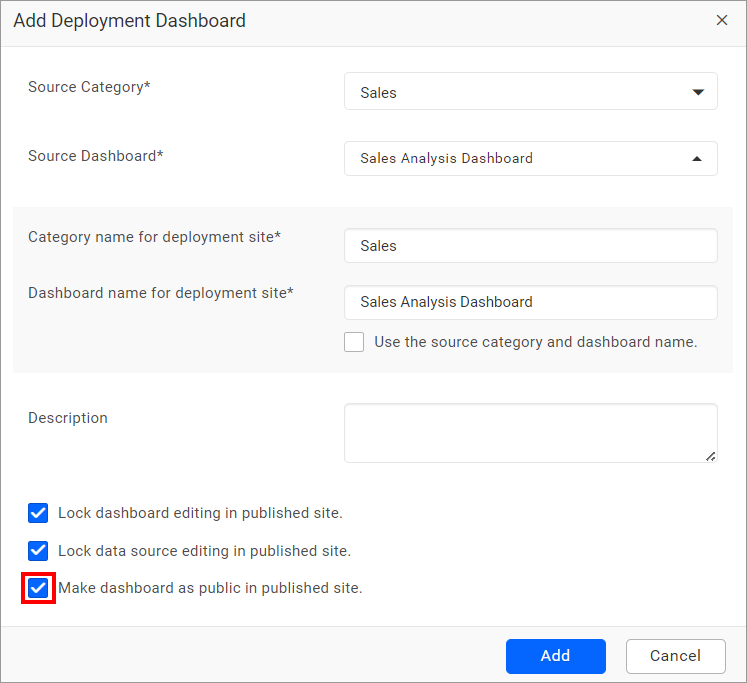 Add Deployment Dashboard
Source Category*
Sales
Source Dashboard*
Sales Analysis Dashboard
Category name for deployment site*
Sales
Dashboard name for deployment site*
Sales Analysis Dashboard
Use the source category and dashboard name.
Description
Lock dashboard editing in published site.
Lock data source editing in published site.
Make dashboard as public in published site.
Add
Cancel